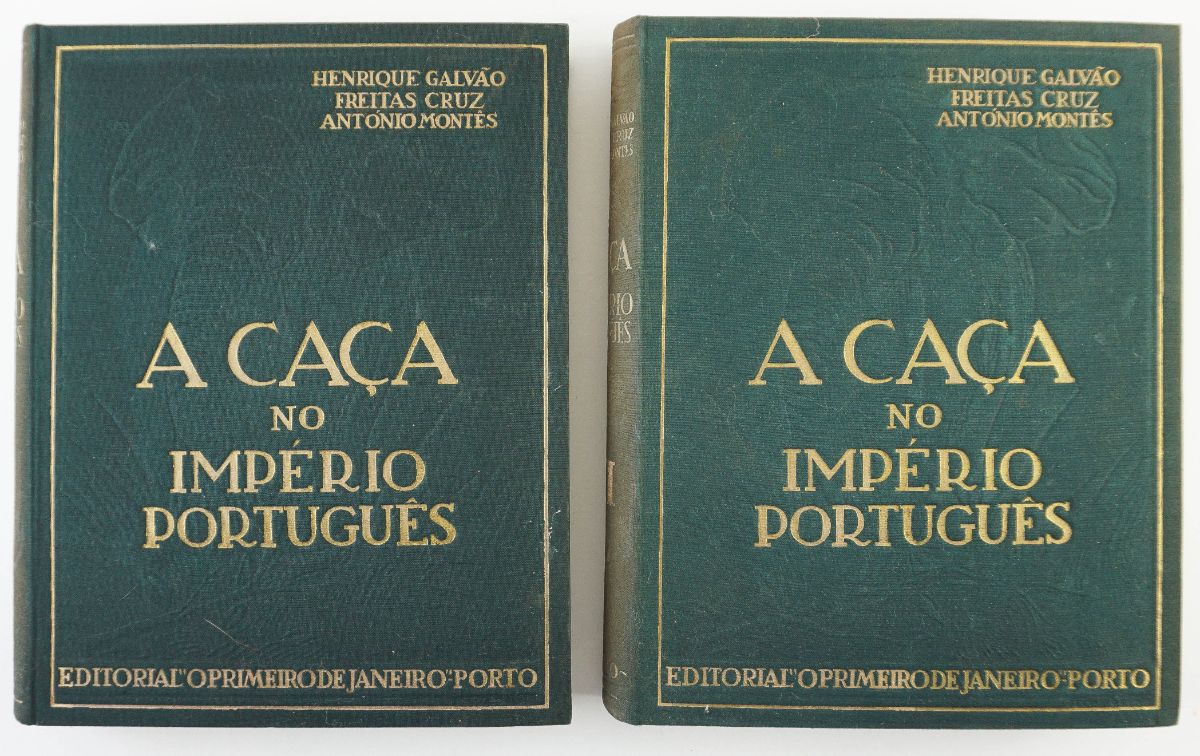 HENRIQUE GALVÃO
FREITAS CRUZ
ANTÓNIO MONTÊS
A CAÇA
NO
IMPÉRIO
PORTUGUÊS
EDITORIAL "O PRIMEIRO DE JANEIRO"-PORTO
HENRIQUE GALVÃO
FREITAS CRUZ
ANTÓNIO MONTÊS
A CAÇA
NO
IMPÉRIO
PORTUGUÊS
EDITORIAL "O PRIMEIRO DE JANEIRO"-PORTO